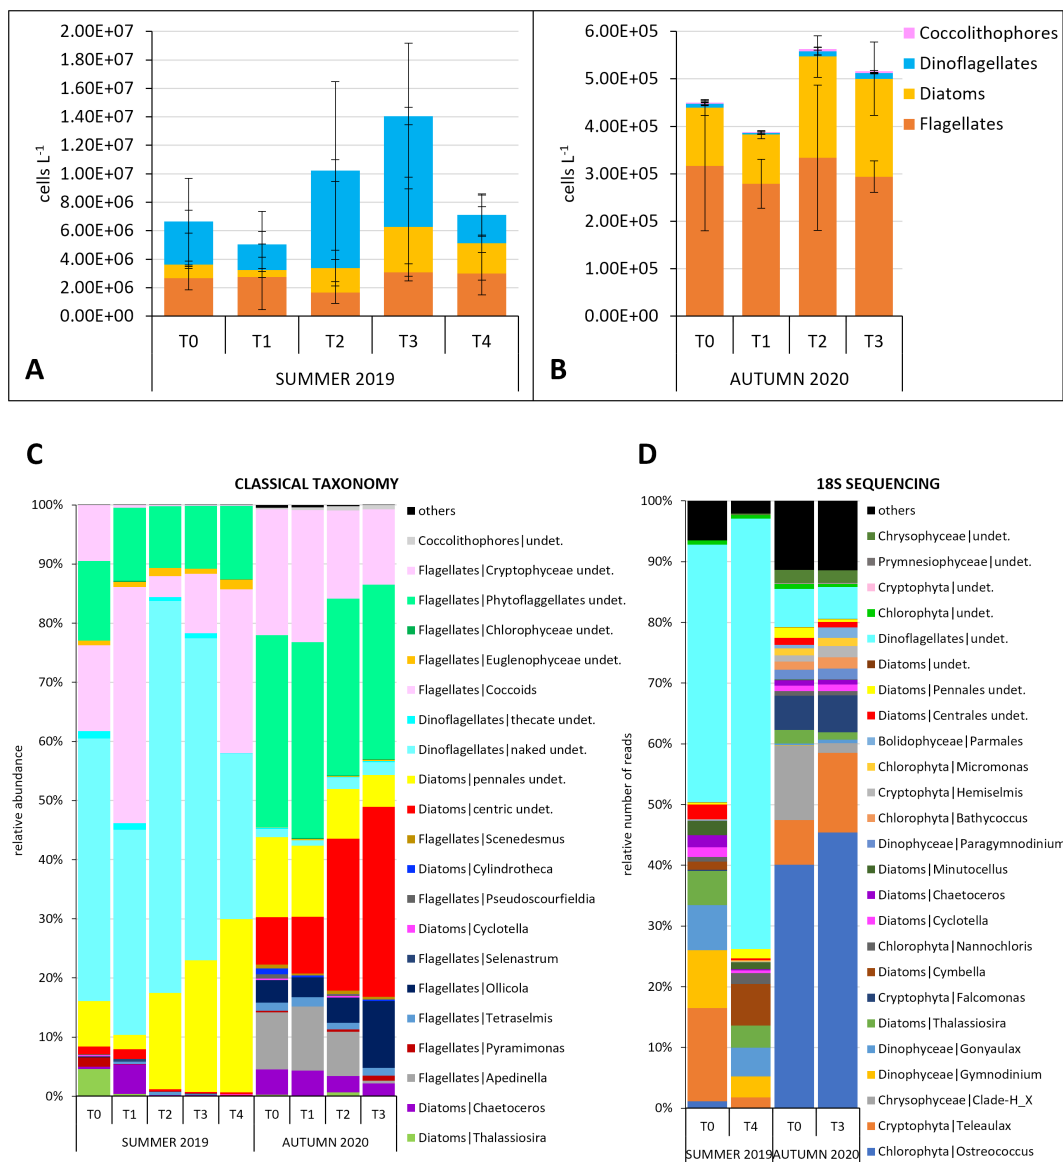 2.00E+07
1.80E+07
1.60E+07
1.40E+07
1.20E+07
1.00E+07
8.00E+06
6.00E+06
4.00E+06
2.00E+06
0.00E+00
cells L-1
T0 T1 T2 T3 T4
SUMMER 2019
A
6.00E+05
5.00E+05
4.00E+05
3.00E+05
2.00E+05
1.00E+05
0.00E+00
cells L-1
T0 T1 T2 T3
AUTUMN 2020
B
Coccolithophores
Dinoflagellates
Diatoms
Flagellates
C
CLASSICAL TAXONOMY
100%
90%
80%
70%
60%
50%
40%
30%
20%
10%
0%
relative abundance
T0 T1 T2 T3 T4 T0 T1 T2 T3
SUMMER 2019 AUTUMN 2020
others
Coccolithophores|undet.
Flagellates|Cryptophyceae undet.
Flagellates|Phytoflaggellates undet.
Flagellates|Chlorophyceae undet.
Flagellates|Euglenophyceae undet.
Flagellates|Coccoids
Dinoflagellates|thecate undet.
Dinoflagellates|naked undet.
Diatoms|pennales undet.
Diatoms|centric undet.
Flagellates|Scenedesmus
Diatoms|Cylindrotheca
Flagellates|Pseudoscourfieldia
Diatoms|Cyclotella
Flagellates|Selenastrum
Flagellates|Ollicola
Flagellates|Tetraselmis
Flagellates|Pyramimonas
Flagellates|Apedinella
Diatoms|Chaetoceros
Diatoms|Thalassiosira
D
18S SEQUENCING
100%
90%
80%
70%
60%
50%
40%
30%
20%
10%
0%
relative number of reads
T0 T4 T0 T3
SUMMER 2019 AUTUMN 2020
others
Chrysophyceae|undet.
Prymnesiophyceae|undet.
Cryptophyta|undet.
Chlorophyta|undet.
Dinoflagellates|undet.
Diatoms|undet.
Diatoms|Pennales undet.
Diatoms|Centrales undet.
Bolidophyceae|Parmales
Chlorophyta|Micromonas
Cryptophyta|Hemiselmis
Chlorophyta|Bathycoccus
Dinophyceae|Paragymnodinium
Diatoms|Minutocellus
Diatoms|Chaetoceros
Diatoms|Cyclotella
Chlorophyta|Nannochloris
Diatoms|Cymbella
Cryptophyta|Falcomonas
Diatoms|Thalassiosira
Dinophyceae|Gonyaulax
Dinophyceae|Gymnodinium
Chrysophyceae|Clade-H_X
Cryptophyta|Teleaulax
Chlorophyta|Ostreococcus